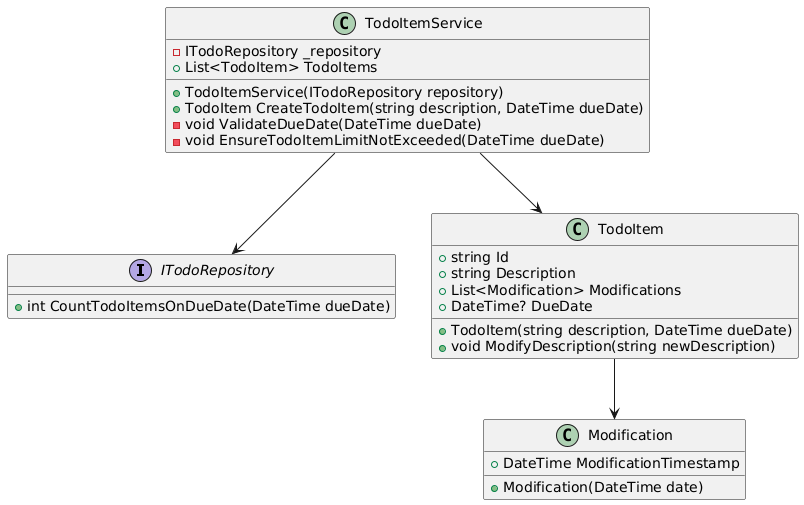 C TodoItemService
ITodoRepository _repository
List<TodoItem> TodoItems
TodoItemService(ITodoRepository repository)
TodoItem CreateTodoItem(string description, DateTime dueDate)
void ValidateDueDate(DateTime dueDate)
void EnsureTodoItemLimitNotExceeded(DateTime dueDate)
I ITodoRepository
int CountTodoItemsOnDueDate(DateTime dueDate)
C TodoItem
string Id
string Description
List<Modification> Modifications
DateTime? DueDate
TodoItem(string description, DateTime dueDate)
void ModifyDescription(string newDescription)
C Modification
DateTime ModificationTimestamp
Modification(DateTime date)